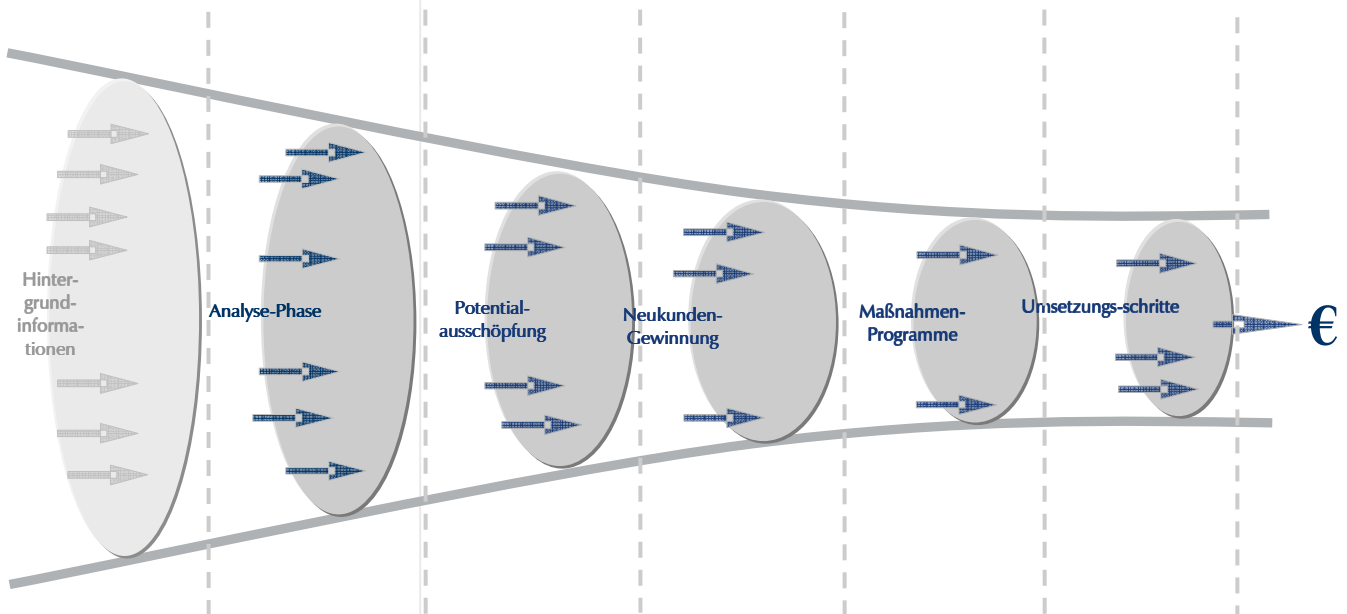 Hinter-
grund-
informa-
tionen
Analyse-Phase
Potential-
ausschöpfung
Neukunden-
Gewinnung
Maßnahmen-
Programme
Umsetzungs-schritte
€